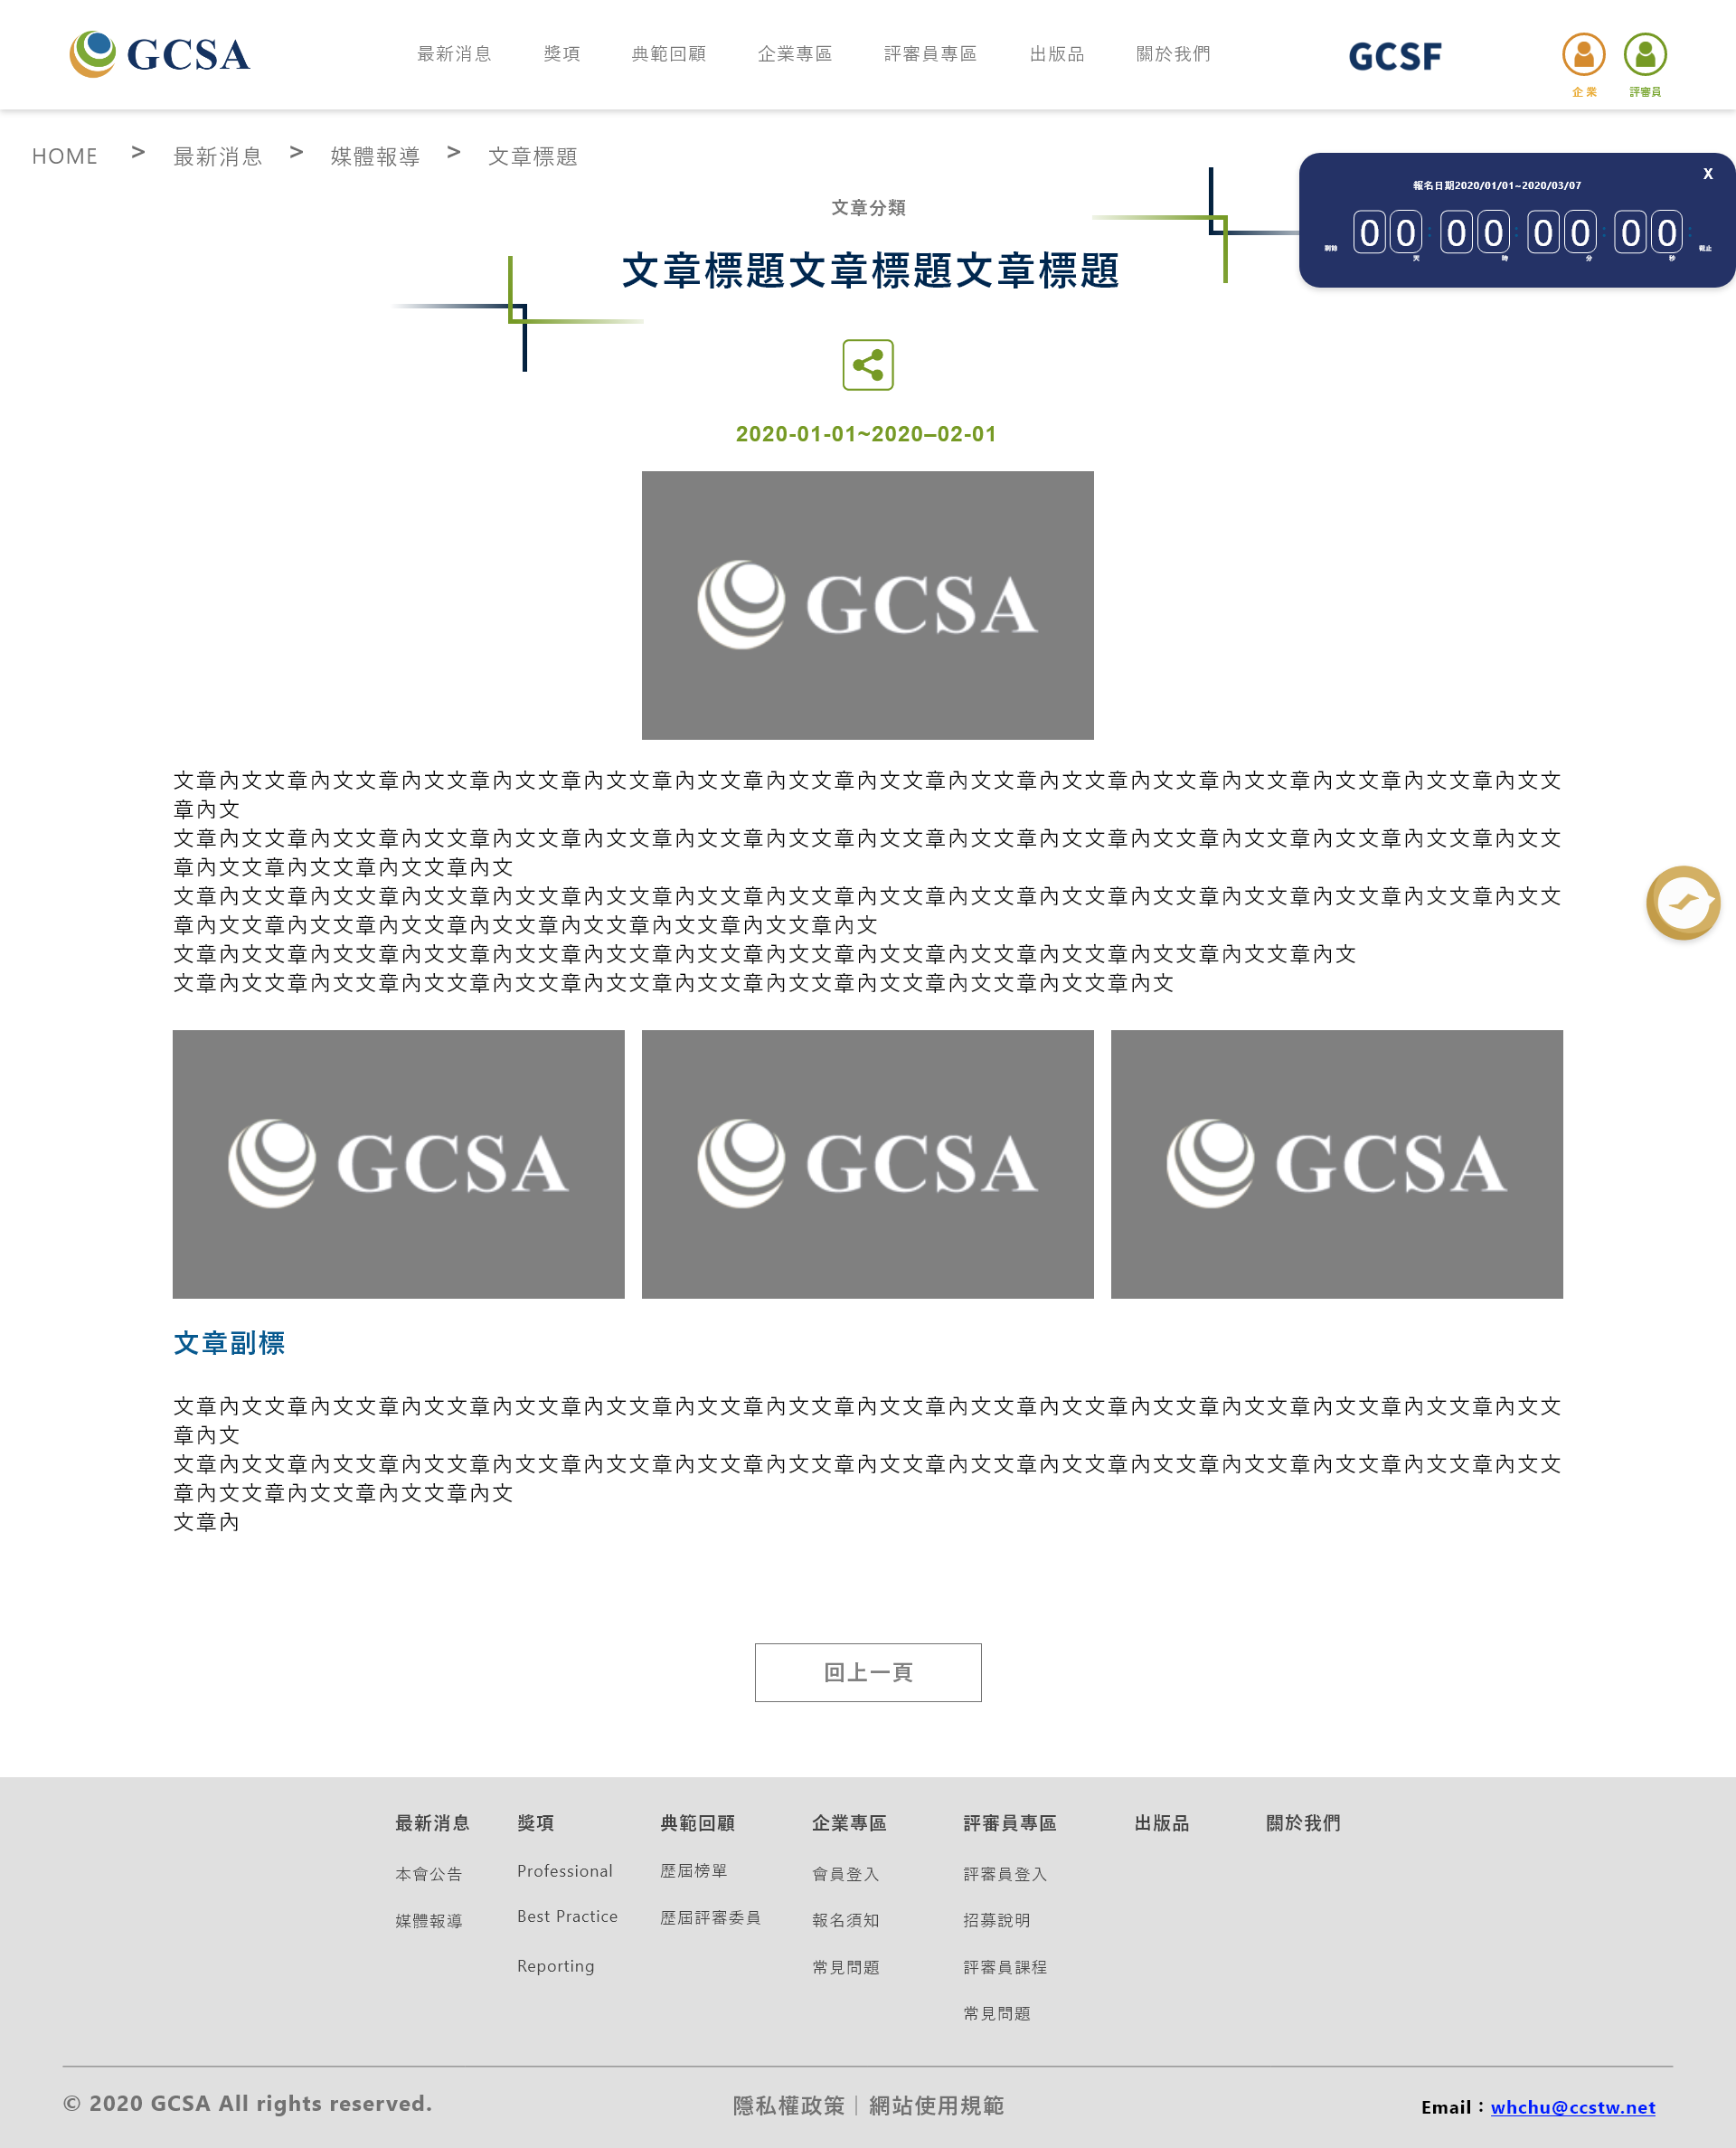 GCSA
最新消息 獎項 典範回顧 企業專區 評審員專區 出版品 關於我們
GCSF
企業 評審員
HOME > 最新消息 > 媒體報導 > 文章標題
X
報名日期2020/01/01~2020/03/07
剩餘 00 : 00 : 00 : 00 : 截止
天 時 分 秒
文章分類
文章標題文章標題文章標題
2020-01-01~2020–02-01
GCSA
文章內文文章內文文章內文文章內文文章內文文章內文文章內文文章內文文章內文文章內文文章內文文章內文文章內文文章內文文章內文文
章內文
文章內文文章內文文章內文文章內文文章內文文章內文文章內文文章內文文章內文文章內文文章內文文章內文文章內文文章內文文章內文文
章內文文章內文文章內文文章內文
文章內文文章內文文章內文文章內文文章內文文章內文文章內文文章內文文章內文文章內文文章內文文章內文文章內文文章內文文章內文文
章內文文章內文文章內文文章內文文章內文文章內文文章內文文章內文
文章內文文章內文文章內文文章內文文章內文文章內文文章內文文章內文文章內文文章內文文章內文文章內文文章內文
文章內文文章內文文章內文文章內文文章內文文章內文文章內文文章內文文章內文文章內文文章內文
GCSA GCSA GCSA
文章副標
文章內文文章內文文章內文文章內文文章內文文章內文文章內文文章內文文章內文文章內文文章內文文章內文文章內文文章內文文章內文文
章內文
文章內文文章內文文章內文文章內文文章內文文章內文文章內文文章內文文章內文文章內文文章內文文章內文文章內文文章內文文章內文文
章內文文章內文文章內文文章內文
文章內
回上一頁
最新消息 獎項 典範回顧 企業專區 評審員專區 出版品 關於我們
本會公告 Professional 歷屆榜單 會員登入 評審員登入
媒體報導 Best Practice 歷屆評審委員 報名須知 招募說明
Reporting 常見問題 評審員課程
常見問題
© 2020 GCSA All rights reserved. 隱私權政策｜網站使用規範 Email：whchu@ccstw.net